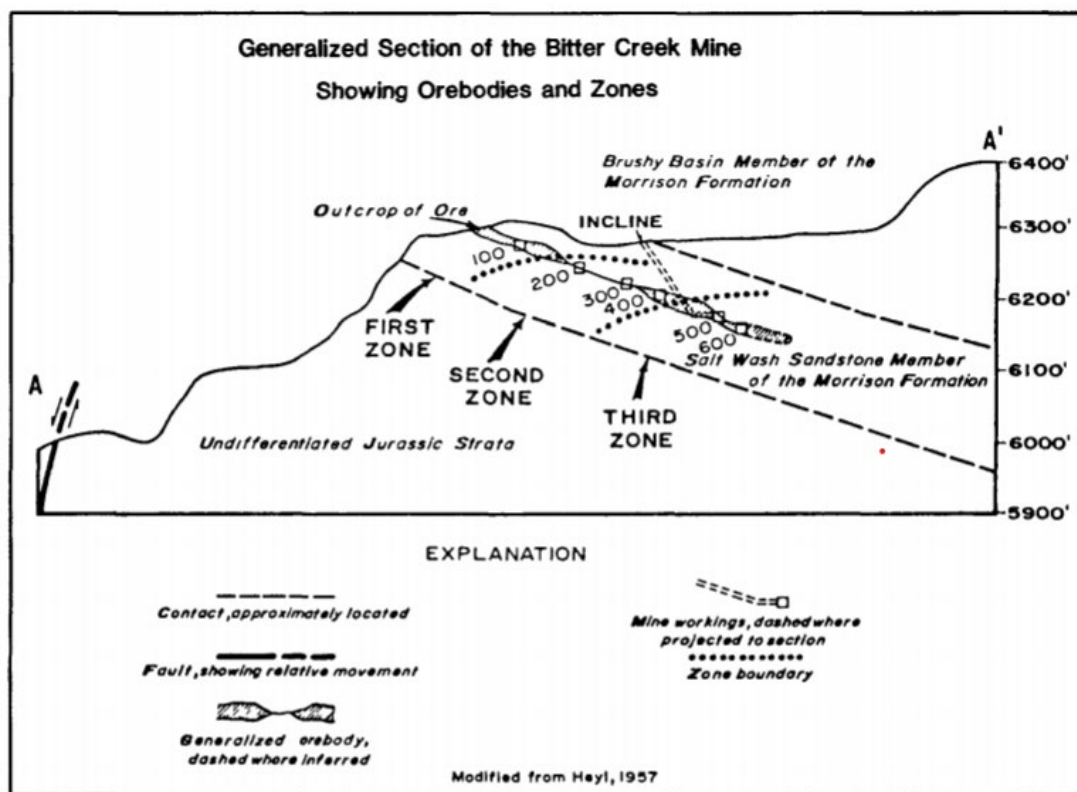 Generalized Section of the Bitter Creek Mine
Showing Orebodies and Zones
A'
6400'
Brushy Basin Member of the
Morrison Formation
Outcrop of Ore
INCLINE
6300'
100
200
300
400
500
600
6200'
FIRST
ZONE
SECOND
ZONE
THIRD
ZONE
Salt Wash Sandstone Member
of the Morrison Formation
6100'
A
Undifferentiated Jurassic Strata
6000'
5900'
EXPLANATION
Contact, approximately located
Fault, showing relative movement
Generalized orebody,
dashed where inferred
Mine workings, dashed where
projected to section
Zone boundary
Modified from Heyl, 1957